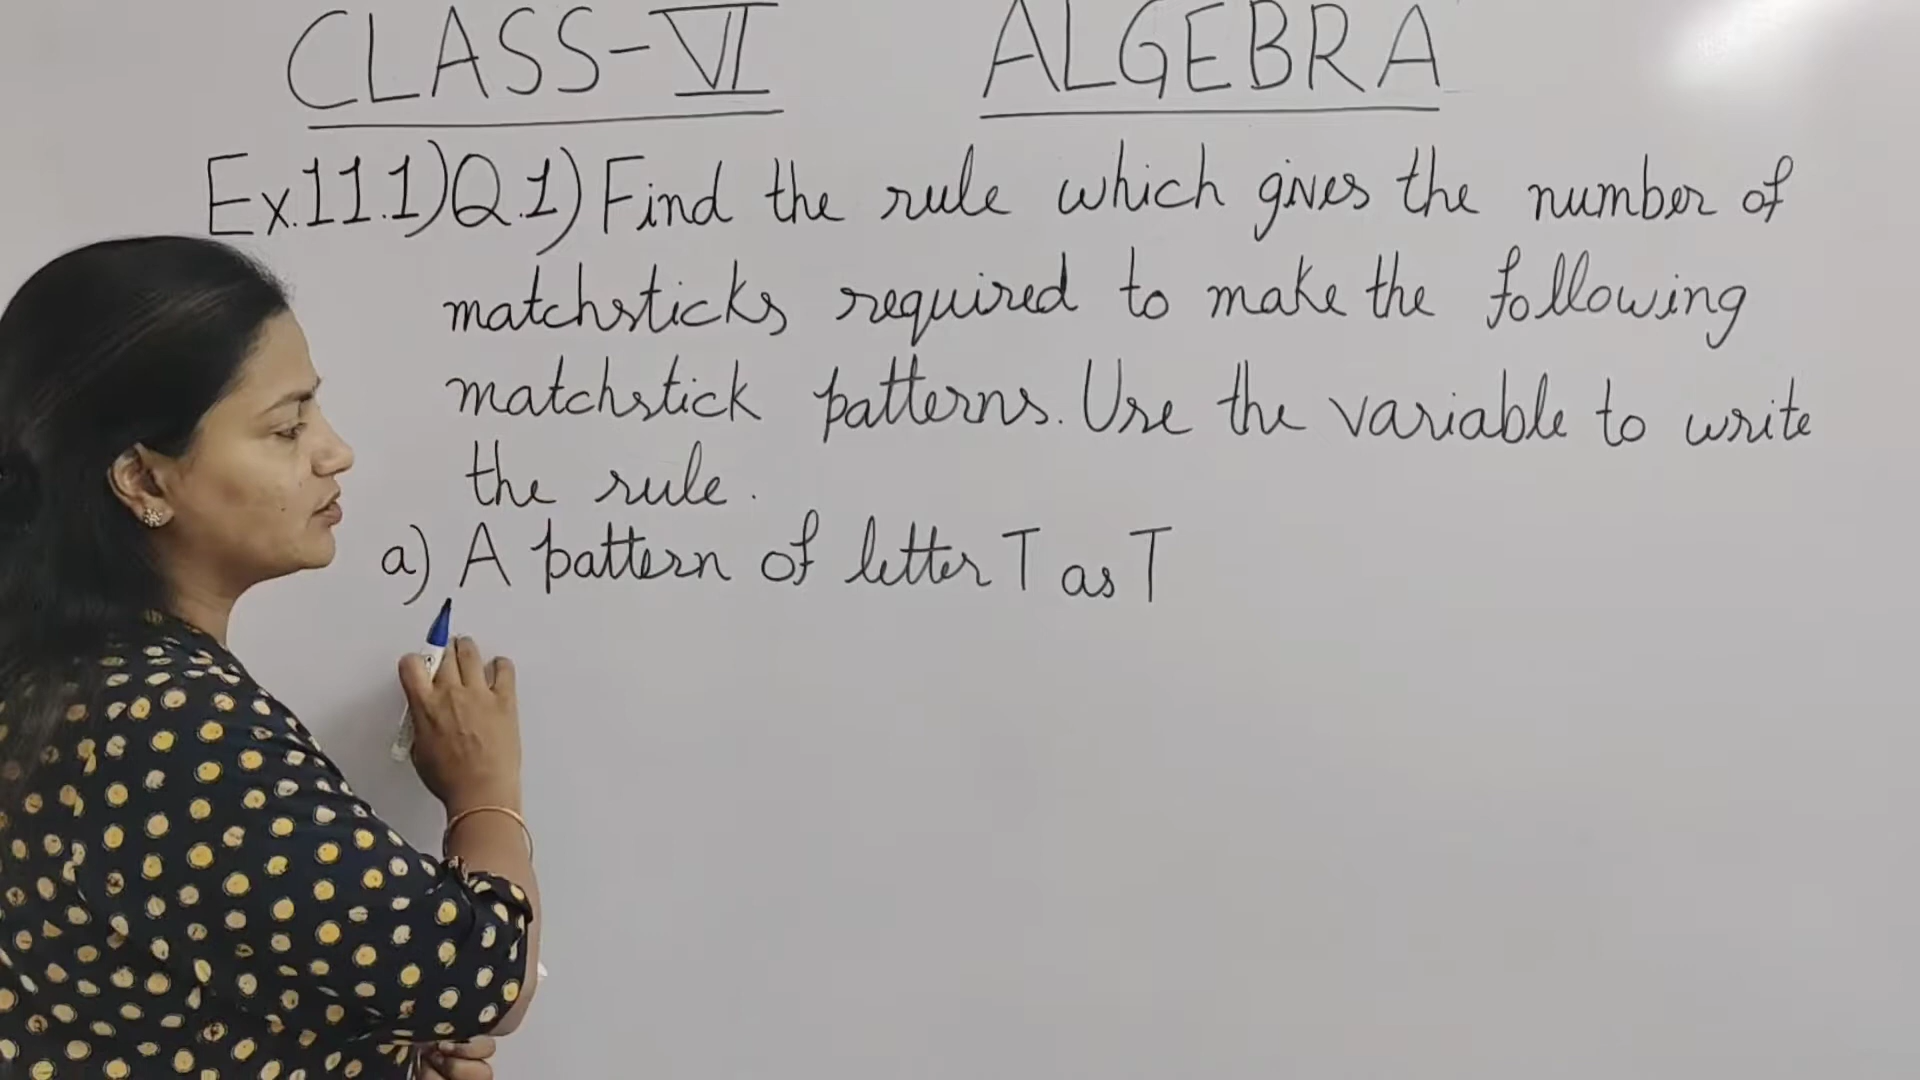 CLASS-VI ALGEBRA
Ex.11.1) Q.1) Find the rule which gives the number of
matchsticks required to make the following
matchstick patterns. Use the variable to write
the rule.
a) A pattern of letter T as T